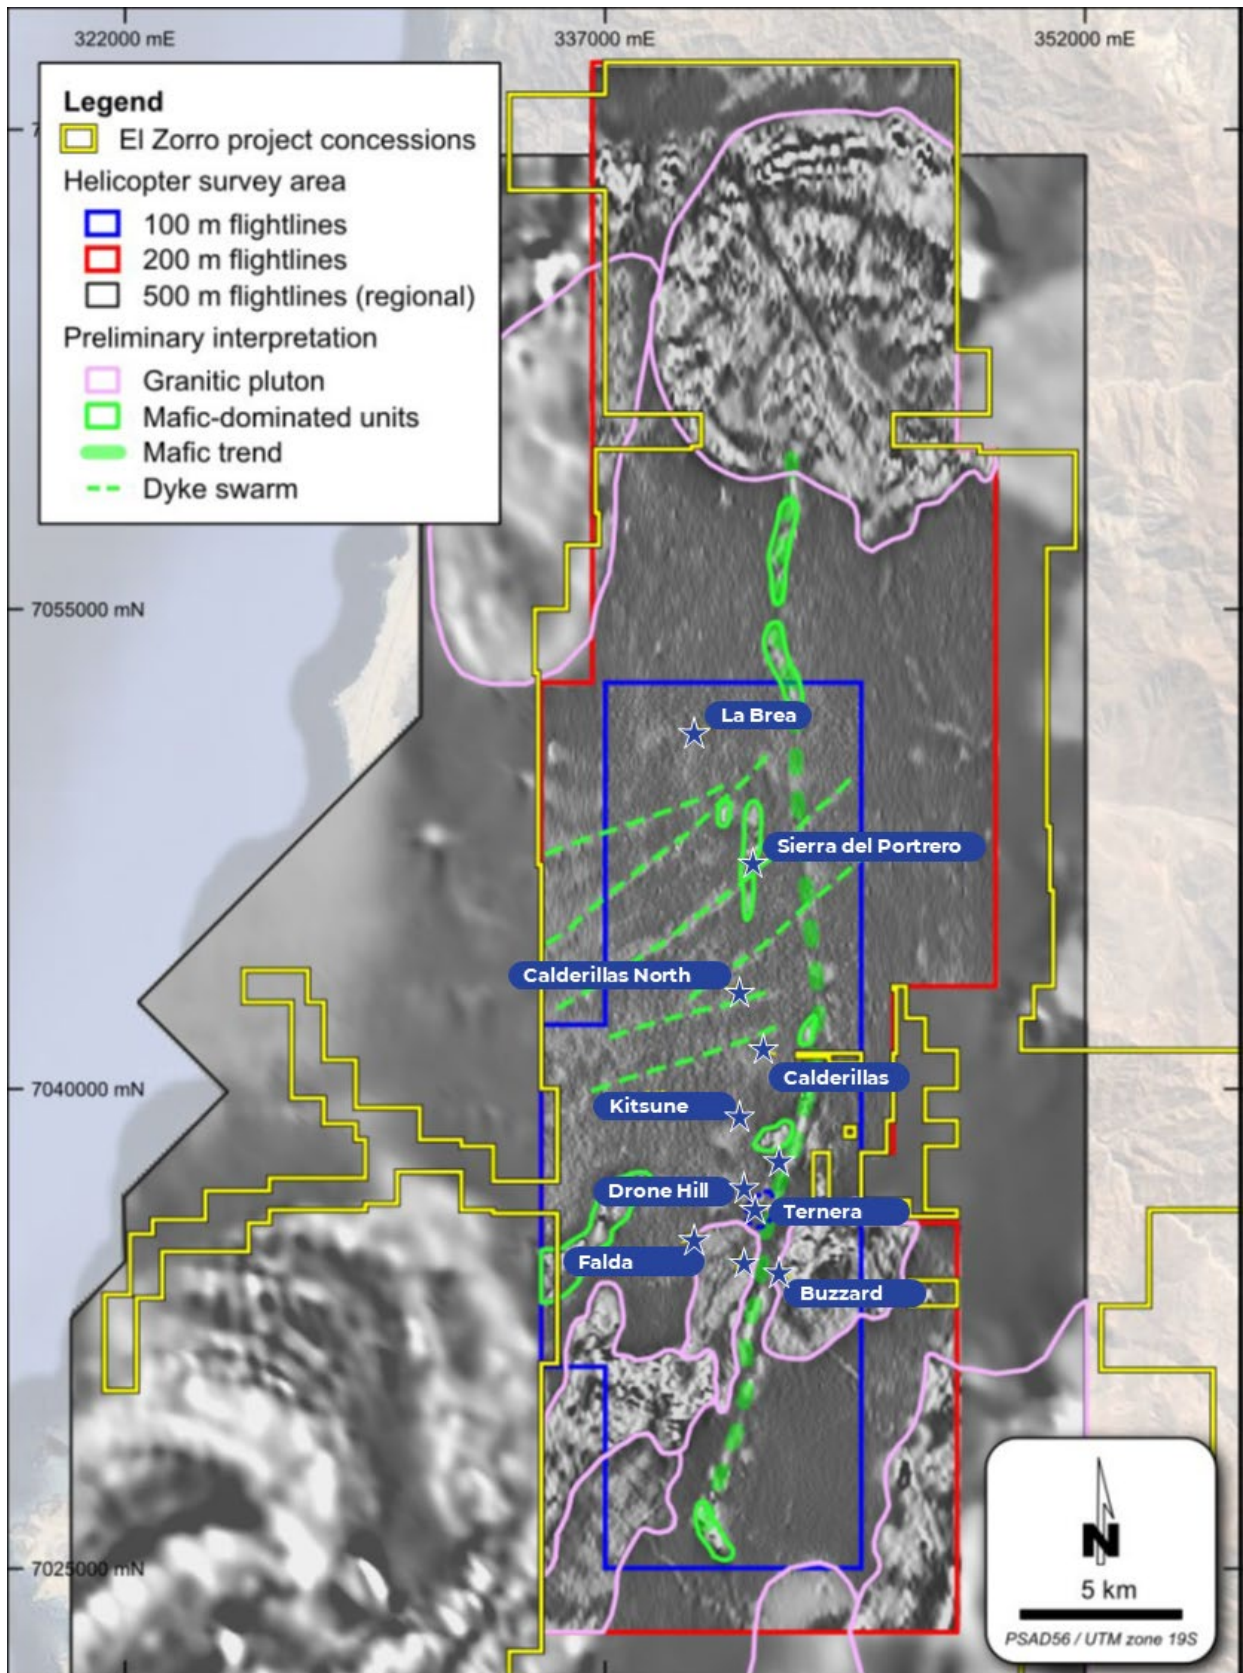 322000 mE
337000 mE
352000 mE
Legend
El Zorro project concessions
Helicopter survey area
100 m flightlines
200 m flightlines
500 m flightlines (regional)
Preliminary interpretation
Granitic pluton
Mafic-dominated units
Mafic trend
Dyke swarm
7055000 mN
La Brea
Sierra del Portrero
Calderillas North
Calderillas
7040000 mN
Kitsune
Drone Hill
Ternera
Falda
Buzzard
7025000 mN
N
5 km
PSAD56 / UTM zone 19S